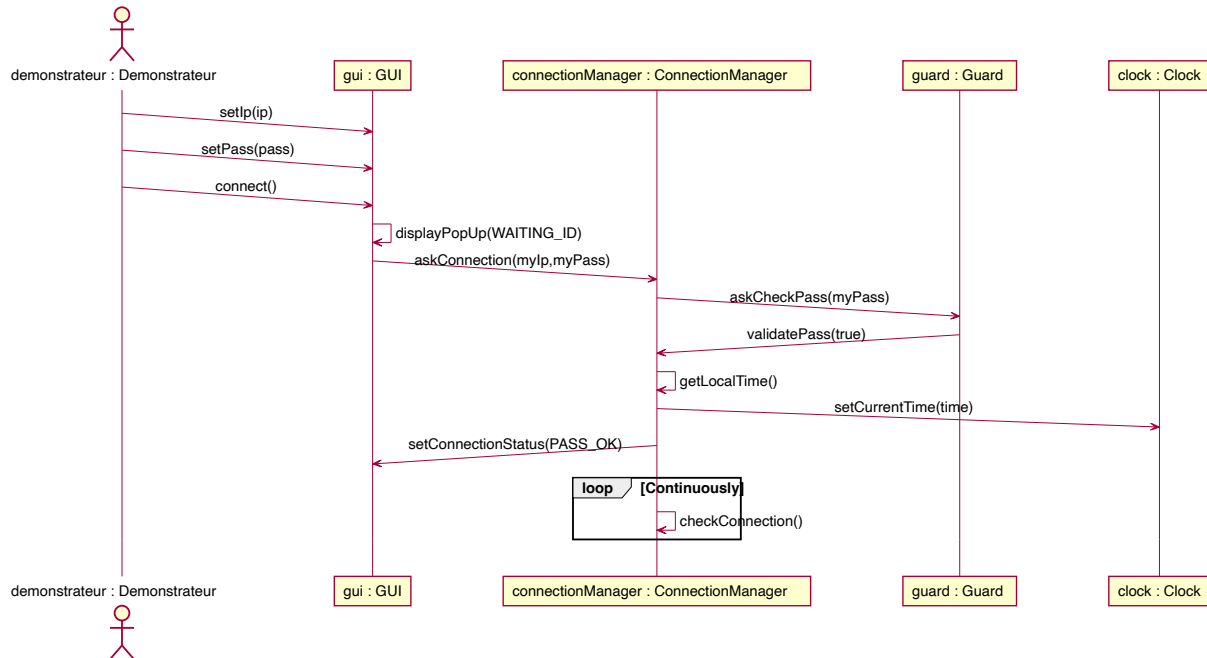 demonstrateur : Demonstrateur
gui : GUI
connectionManager : ConnectionManager
guard : Guard
clock : Clock
setIp(ip)
setPass(pass)
connect()
displayPopUp(WAITING_ID)
askConnection(myIp,myPass)
askCheckPass(myPass)
validatePass(true)
getLocalTime()
setCurrentTime(time)
setConnectionStatus(PASS_OK)
loop [Continuously]
checkConnection()
demonstrateur : Demonstrateur
gui : GUI
connectionManager : ConnectionManager
guard : Guard
clock : Clock